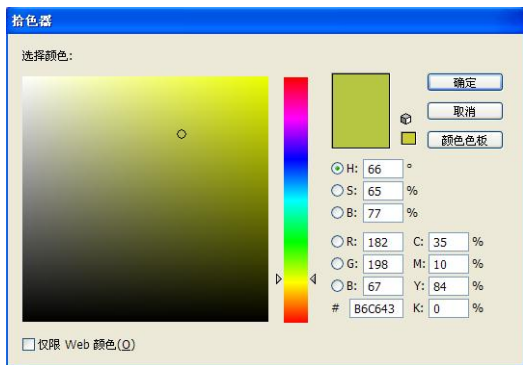 拾色器
选择颜色:
确定
取消
颜色色板
H: 66 °
S: 65 %
B: 77 %
R: 182 C: 35 %
G: 198 M: 10 %
B: 67 Y: 84 %
# B6C643 K: 0 %
仅限 Web 颜色(O)